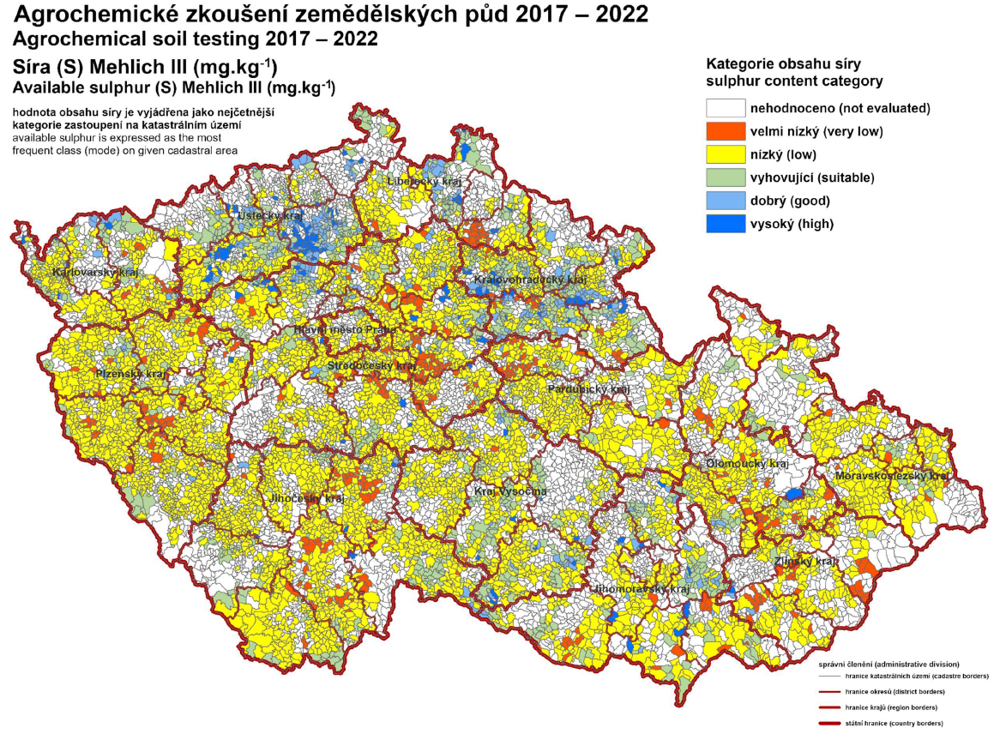 Agrochemické zkoušení zemědělských půd 2017 – 2022
Agrochemical soil testing 2017 – 2022
Síra (S) Mehlich III (mg.kg-1)
Available sulphur (S) Mehlich III (mg.kg-1)
hodnota obsahu síry je vyjádřena jako nejčetnější
kategorie zastoupení na katastrálním území
available sulphur is expressed as the most
frequent class (mode) on given cadastral area
Kategorie obsahu síry
sulphur content category
nehodnoceno (not evaluated)
velmi nízký (very low)
nízký (low)
vyhovující (suitable)
dobrý (good)
vysoký (high)
Liberecký kraj
Ústecký kraj
Karlovarský kraj
Královohradecký kraj
Hlavní město Praha
Středočeský kraj
Plzeňský kraj
Pardubický kraj
Olomoucký kraj
Moravskoslezský kraj
Kraj Vysočina
Jihočeský kraj
Zlínský kraj
Jihomoravský kraj
správní členění (administrative division)
hranice katastrálních území (cadastre borders)
hranice okresů (district borders)
hranice krajů (region borders)
státní hranice (country borders)